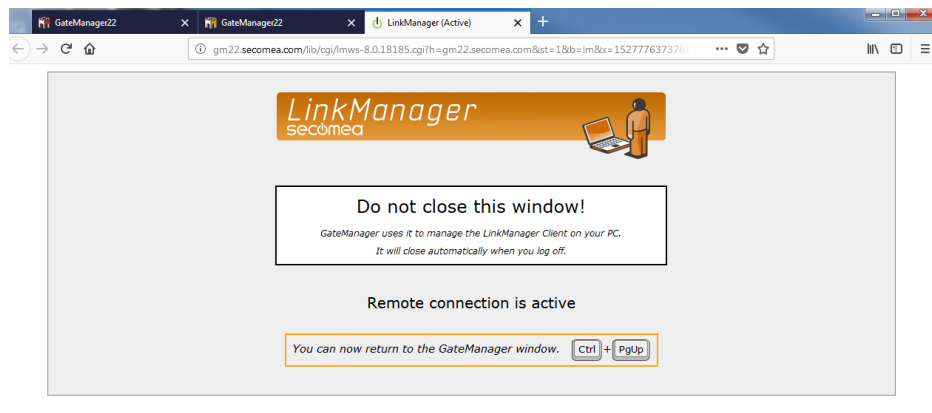 GateManager22
GateManager22
LinkManager (Active)
gm22.secomea.com/lib/cgi/lmws-8.0.18185.cgi?h=gm22.secomea.com&st=1&b=lm&x=152777637376
LinkManager
secomea
Do not close this window!
GateManager uses it to manage the LinkManager Client on your PC.
It will close automatically when you log off.
Remote connection is active
You can now return to the GateManager window. Ctrl + PgUp